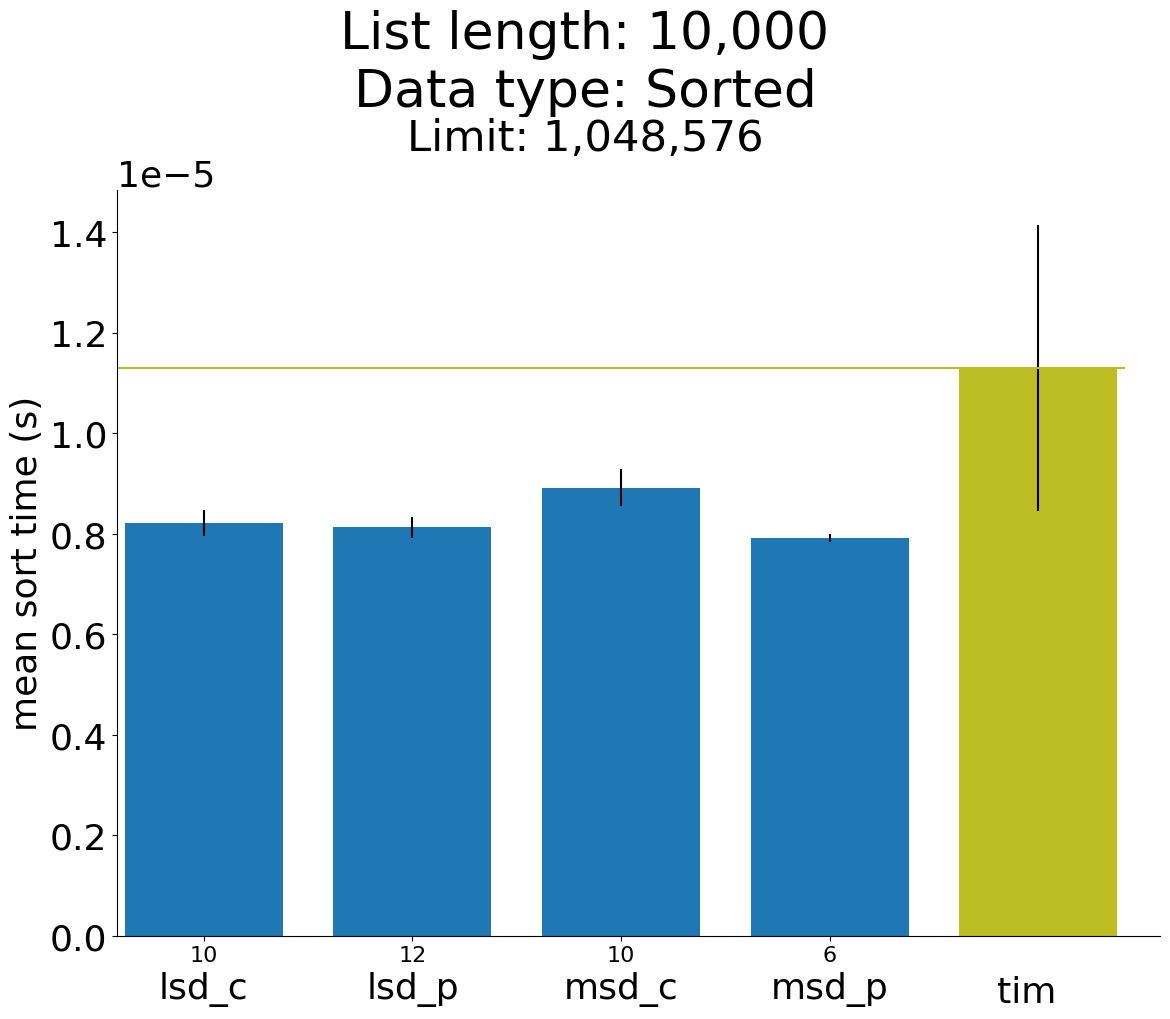 List length: 10,000
Data type: Sorted
Limit: 1,048,576
1e−5
mean sort time (s)
1.4
1.2
1.0
0.8
0.6
0.4
0.2
0.0
10 12 10 6
lsd_c lsd_p msd_c msd_p tim